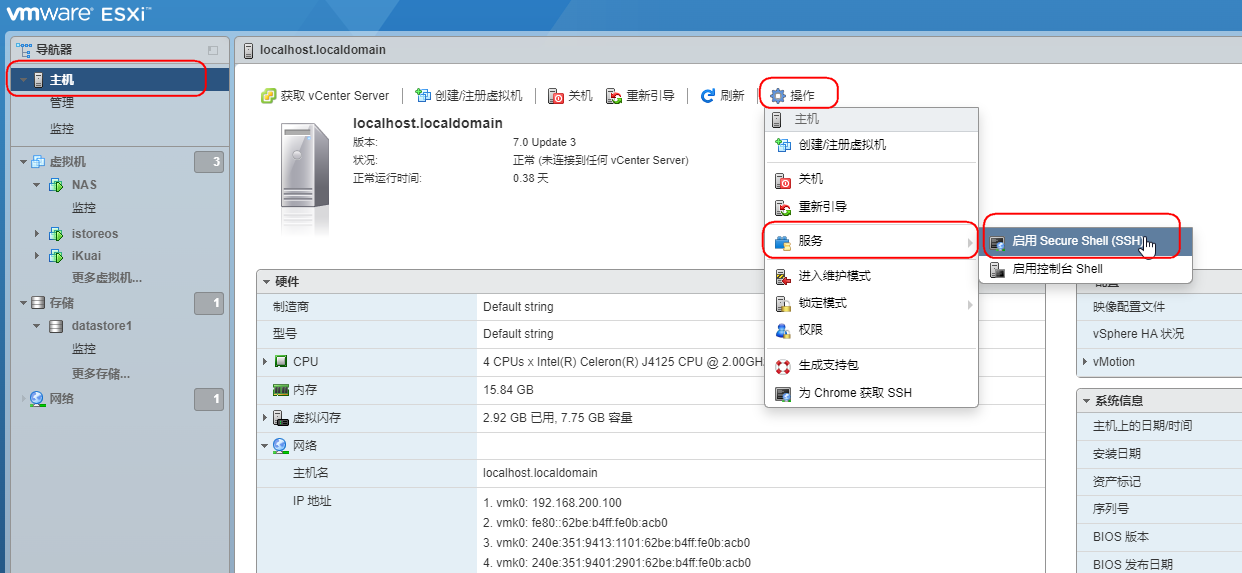 vmware ESXi™
导航器
主机
管理
监控
虚拟机 3
NAS
监控
istoreos
iKuai
更多虚拟机...
存储 1
datastore1
监控
更多存储...
网络 1
localhost.localdomain
获取 vCenter Server
创建/注册虚拟机
关机
重新引导
刷新
操作
localhost.localdomain
版本: 7.0 Update 3
状况: 正常 (未连接到任何 vCenter Server)
正常运行时间: 0.38 天
主机
创建/注册虚拟机
关机
重新引导
服务
进入维护模式
锁定模式
权限
生成支持包
为 Chrome 获取 SSH
启用 Secure Shell (SSH)
启用控制台 Shell
硬件
制造商 Default string
型号 Default string
CPU 4 CPUs x Intel(R) Celeron(R) J4125 CPU @ 2.00GH
内存 15.84 GB
虚拟闪存 2.92 GB 已用, 7.75 GB 容量
网络
主机名 localhost.localdomain
IP 地址 1. vmk0: 192.168.200.100
2. vmk0: fe80::62be:b4ff:fe0b:acb0
3. vmk0: 240e:351:9413:1101:62be:b4ff:fe0b:acb0
4. vmk0: 240e:351:9401:2901:62be:b4ff:fe0b:acb0
映像配置文件
vSphere HA 状况
vMotion
系统信息
主机上的日期/时间
安装日期
资产标记
序列号
BIOS 版本
BIOS 发布日期